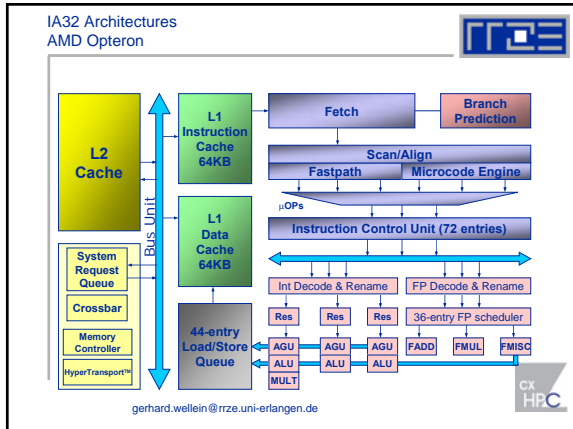 IA32 Architectures
AMD Opteron
rrze
L2
Cache
Bus Unit
L1
Instruction
Cache
64KB
Fetch
Branch
Prediction
Scan/Align
Fastpath
Microcode Engine
µOPs
L1
Data
Cache
64KB
Instruction Control Unit (72 entries)
System
Request
Queue
Crossbar
Memory
Controller
HyperTransport™
44-entry
Load/Store
Queue
Int Decode & Rename
FP Decode & Rename
Res
Res
Res
36-entry FP scheduler
AGU
AGU
AGU
FADD
FMUL
FMISC
ALU
ALU
ALU
MULT
gerhard.wellein@rrze.uni-erlangen.de
CX
HPC